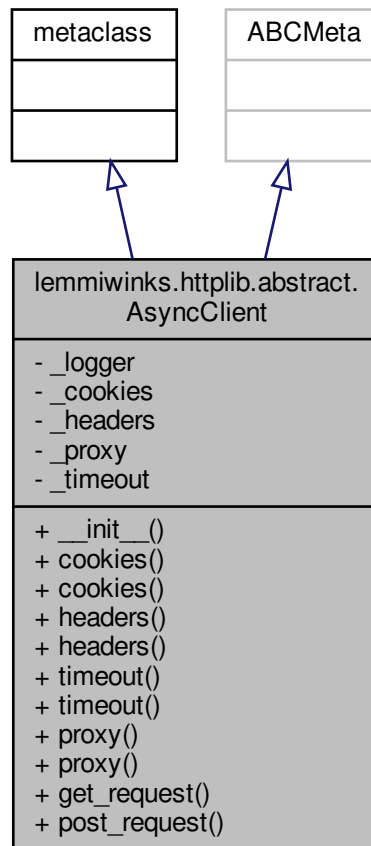 metaclass
ABCMeta
lemmiwinks.httplib.abstract.
AsyncClient
- _logger
- _cookies
- _headers
- _proxy
- _timeout
+ __init__()
+ cookies()
+ cookies()
+ headers()
+ headers()
+ timeout()
+ timeout()
+ proxy()
+ proxy()
+ get_request()
+ post_request()